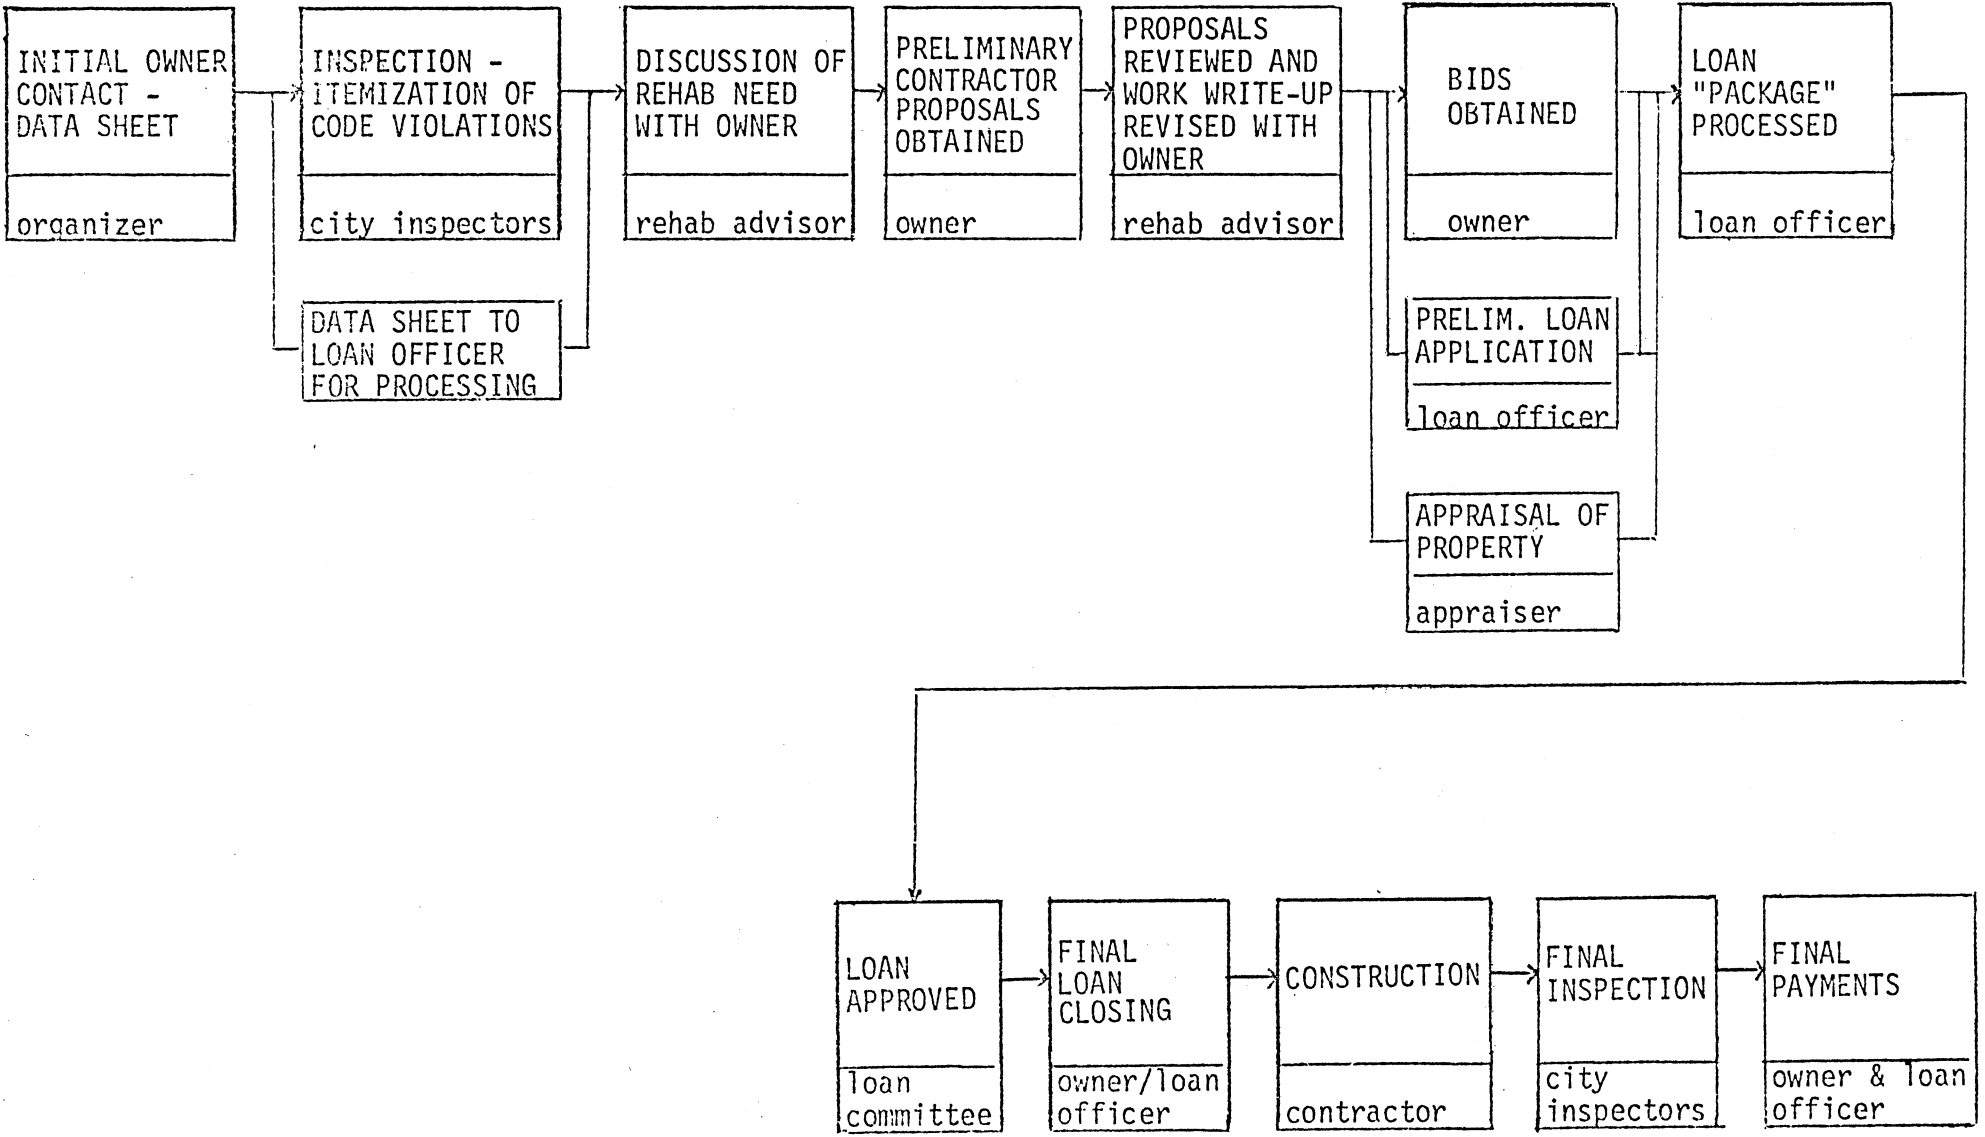 INITIAL OWNER
CONTACT -
DATA SHEET
organizer
INSPECTION -
ITEMIZATION OF
CODE VIOLATIONS
city inspectors
DATA SHEET TO
LOAN OFFICER
FOR PROCESSING
DISCUSSION OF
REHAB NEED
WITH OWNER
rehab advisor
PRELIMINARY
CONTRACTOR
PROPOSALS
OBTAINED
owner
PROPOSALS
REVIEWED AND
WORK WRITE-UP
REVISED WITH
OWNER
rehab advisor
BIDS
OBTAINED
owner
PRELIM. LOAN
APPLICATION
loan officer
APPRAISAL OF
PROPERTY
appraiser
LOAN
"PACKAGE"
PROCESSED
loan officer
LOAN
APPROVED
loan
committee
FINAL
LOAN
CLOSING
owner/loan
officer
CONSTRUCTION
contractor
FINAL
INSPECTION
city
inspectors
FINAL
PAYMENTS
owner & loan
officer